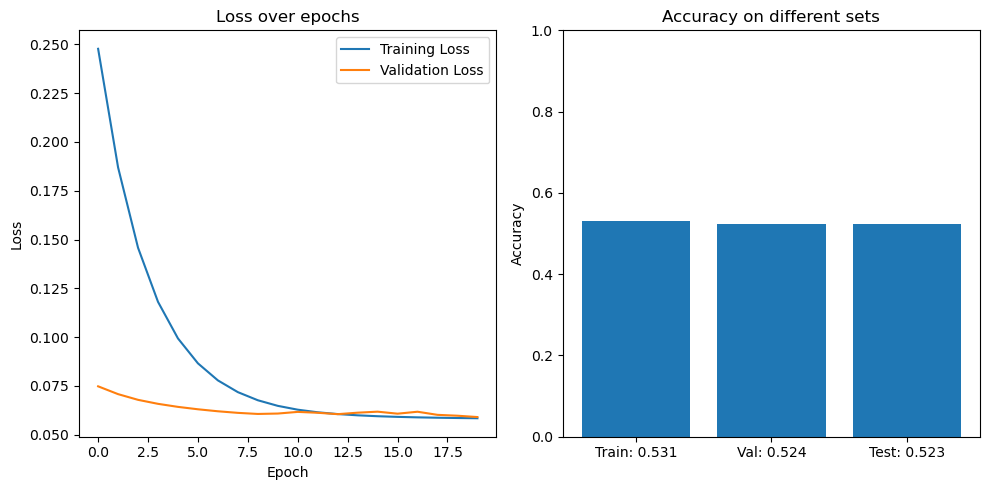 Loss over epochs
Training Loss
Validation Loss
0.250
0.225
0.200
0.175
0.150
0.125
0.100
0.075
0.050
Loss
0.0 2.5 5.0 7.5 10.0 12.5 15.0 17.5
Epoch
Accuracy on different sets
1.0
0.8
0.6
0.4
0.2
0.0
Accuracy
Train: 0.531 Val: 0.524 Test: 0.523